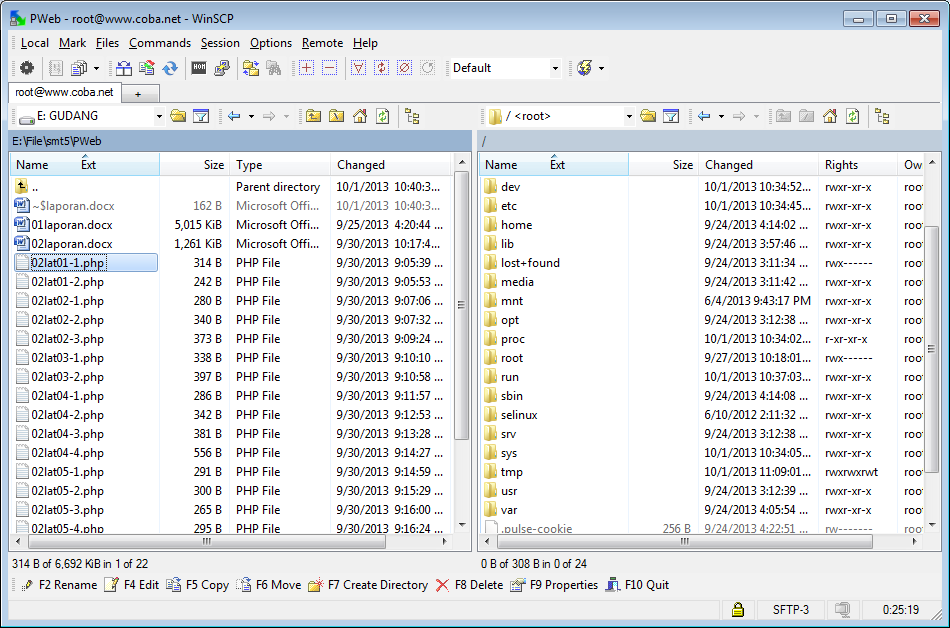 PWeb - root@www.coba.net - WinSCP
Local Mark Files Commands Session Options Remote Help
Default
root@www.coba.net +
E: GUDANG
/ <root>
E:\File\smt5\PWeb
/
Name Ext Size Type Changed
.. Parent directory 10/1/2013 10:40:3...
~$laporan.docx 162 B Microsoft Offi... 10/1/2013 10:40:3...
01laporan.docx 5,015 KiB Microsoft Offi... 9/25/2013 4:20:44 ...
02laporan.docx 1,261 KiB Microsoft Offi... 9/30/2013 10:17:4...
02lat01-1.php 314 B PHP File 9/30/2013 9:05:39 ...
02lat01-2.php 242 B PHP File 9/30/2013 9:05:53 ...
02lat02-1.php 280 B PHP File 9/30/2013 9:07:06 ...
02lat02-2.php 340 B PHP File 9/30/2013 9:07:32 ...
02lat02-3.php 373 B PHP File 9/30/2013 9:09:24 ...
02lat03-1.php 338 B PHP File 9/30/2013 9:10:10 ...
02lat03-2.php 397 B PHP File 9/30/2013 9:10:58 ...
02lat04-1.php 286 B PHP File 9/30/2013 9:11:57 ...
02lat04-2.php 342 B PHP File 9/30/2013 9:12:53 ...
02lat04-3.php 381 B PHP File 9/30/2013 9:13:28 ...
02lat04-4.php 556 B PHP File 9/30/2013 9:14:27 ...
02lat05-1.php 291 B PHP File 9/30/2013 9:14:59 ...
02lat05-2.php 300 B PHP File 9/30/2013 9:15:29 ...
02lat05-3.php 265 B PHP File 9/30/2013 9:16:00 ...
02lat05-4.php 295 B PHP File 9/30/2013 9:16:24 ...
Name Ext Size Changed Rights Ow
dev 10/1/2013 10:34:52... rwxr-xr-x roo
etc 10/1/2013 10:34:45... rwxr-xr-x roo
home 9/24/2013 4:14:02 ... rwxr-xr-x roo
lib 9/24/2013 3:57:46 ... rwxr-xr-x roo
lost+found 9/24/2013 3:11:34 ... rwx------ roo
media 9/24/2013 3:11:42 ... rwxr-xr-x roo
mnt 6/4/2013 9:43:17 PM rwxr-xr-x roo
opt 9/24/2013 3:12:38 ... rwxr-xr-x roo
proc 10/1/2013 10:34:02... r-xr-xr-x roo
root 9/27/2013 10:18:01... rwx------ roo
run 10/1/2013 10:37:03... rwxr-xr-x roo
sbin 9/24/2013 4:14:08 ... rwxr-xr-x roo
selinux 6/10/2012 2:11:32 ... rwxr-xr-x roo
srv 9/24/2013 3:12:38 ... rwxr-xr-x roo
sys 10/1/2013 10:34:05... rwxr-xr-x roo
tmp 10/1/2013 11:09:01... rwxrwxrwt roo
usr 9/24/2013 3:12:39 ... rwxr-xr-x roo
var 9/24/2013 4:05:54 ... rwxr-xr-x roo
.pulse-cookie 256 B 9/24/2013 4:22:51 ... rw------- roo
314 B of 6,692 KiB in 1 of 22
0 B of 308 B in 0 of 24
F2 Rename F4 Edit F5 Copy F6 Move F7 Create Directory F8 Delete F9 Properties F10 Quit
SFTP-3 0:25:19